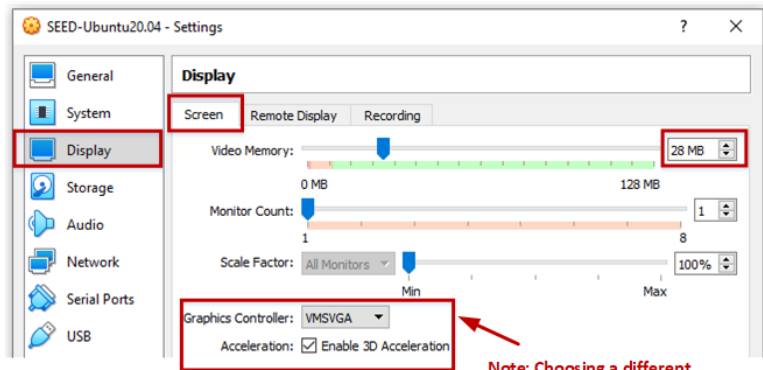 SEED-Ubuntu20.04 - Settings ? ×
General
System
Display
Storage
Audio
Network
Serial Ports
USB
Display
Screen Remote Display Recording
Video Memory: 28 MB
0 MB 128 MB
Monitor Count: 1
1 8
Scale Factor: All Monitors 100%
Min Max
Graphics Controller: VMSVGA
Acceleration: Enable 3D Acceleration
Note: Choosing a different